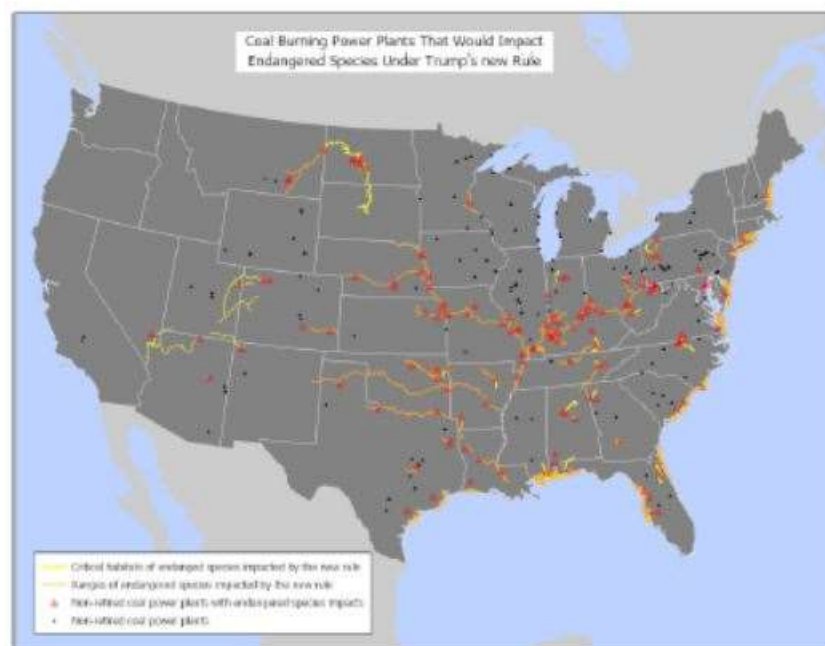 Coal Burning Power Plants That Would Impact
Endangered Species Under Trump's new Rule
Critical habitats of endanged species impacted by the new rule
Ranges of endangered species impacted by the new rule
Non-retired coal power plants with endangered species impacts
Non-retired coal power plants